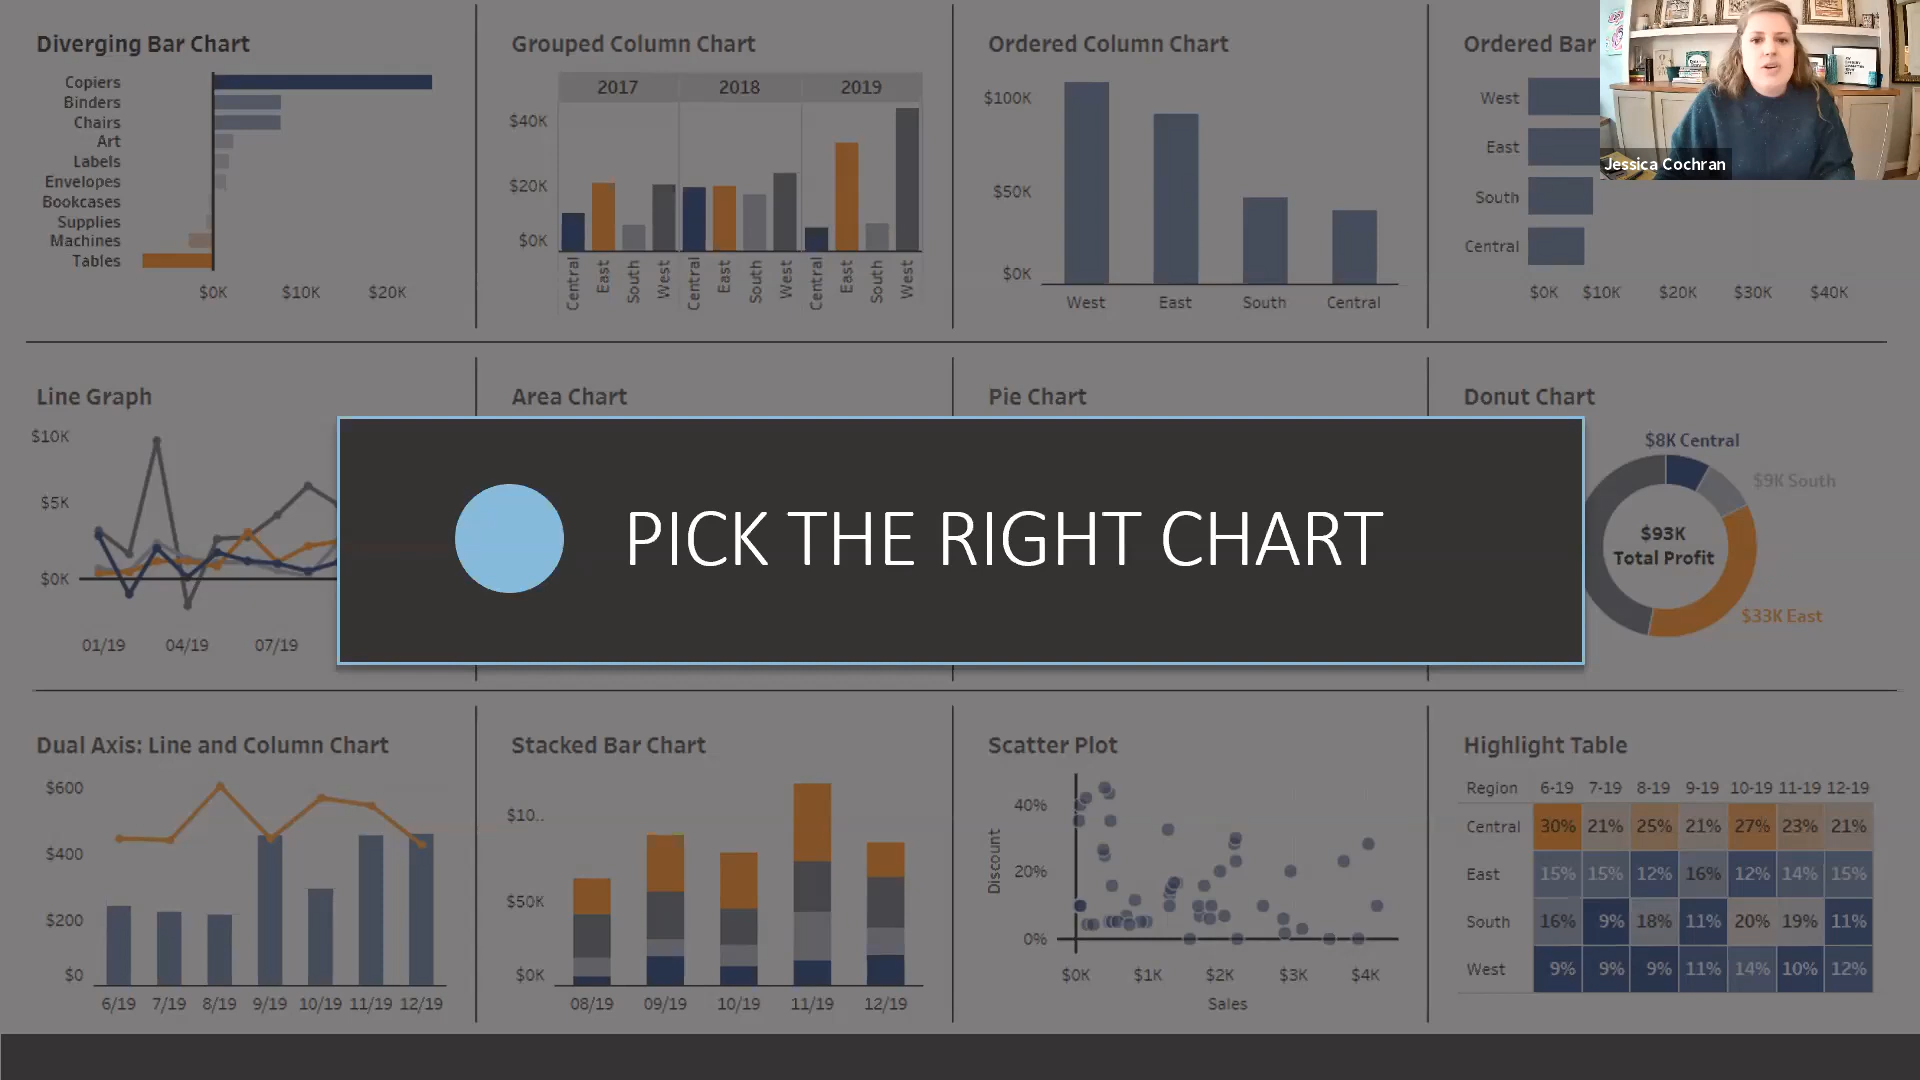 Diverging Bar Chart
Copiers
Binders
Chairs
Art
Labels
Envelopes
Bookcases
Supplies
Machines
Tables
$0K $10K $20K
Grouped Column Chart
2017 2018 2019
$40K
$20K
$0K
Central East South West Central East South West Central East South West
Ordered Column Chart
$100K
$50K
$0K
West East South Central
Ordered Bar
West
East
South
Central
$0K $10K $20K $30K $40K
Jessica Cochran
Line Graph
$10K
$5K
$0K
01/19 04/19 07/19
Area Chart
Pie Chart
Donut Chart
$8K Central
$9K South
$93K
Total Profit
$33K East
PICK THE RIGHT CHART
Dual Axis: Line and Column Chart
$600
$400
$200
$0
6/19 7/19 8/19 9/19 10/19 11/19 12/19
Stacked Bar Chart
$10..
$50K
$0K
08/19 09/19 10/19 11/19 12/19
Scatter Plot
Discount
40%
20%
0%
$0K $1K $2K $3K $4K
Sales
Highlight Table
Region 6-19 7-19 8-19 9-19 10-19 11-19 12-19
Central 30% 21% 25% 21% 27% 23% 21%
East 15% 15% 12% 16% 12% 14% 15%
South 16% 9% 18% 11% 20% 19% 11%
West 9% 9% 9% 11% 14% 10% 12%